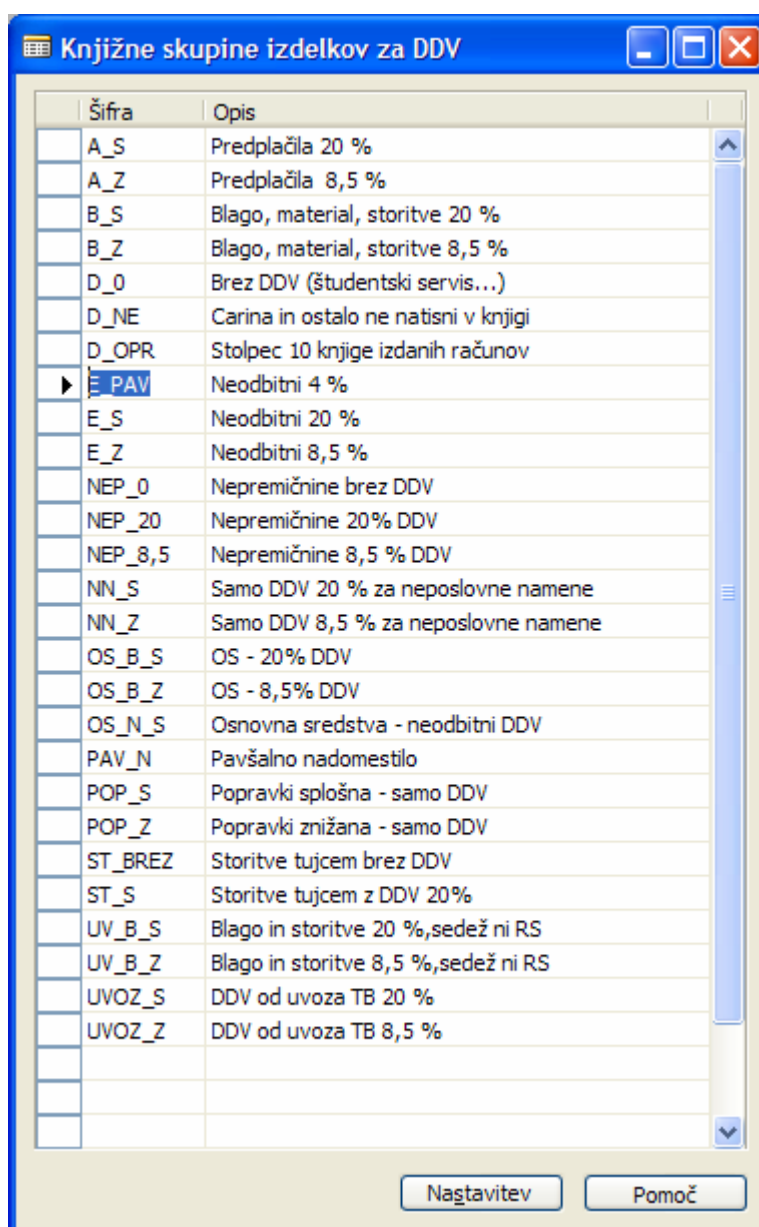 Knjižne skupine izdelkov za DDV
Šifra Opis
A_S Predplačila 20 %
A_Z Predplačila 8,5 %
B_S Blago, material, storitve 20 %
B_Z Blago, material, storitve 8,5 %
D_0 Brez DDV (študentski servis...)
D_NE Carina in ostalo ne natisni v knjigi
D_OPR Stolpec 10 knjige izdanih računov
E_PAV Neodbitni 4 %
E_S Neodbitni 20 %
E_Z Neodbitni 8,5 %
NEP_0 Nepremičnine brez DDV
NEP_20 Nepremičnine 20% DDV
NEP_8,5 Nepremičnine 8,5 % DDV
NN_S Samo DDV 20 % za neposlovne namene
NN_Z Samo DDV 8,5 % za neposlovne namene
OS_B_S OS - 20% DDV
OS_B_Z OS - 8,5% DDV
OS_N_S Osnovna sredstva - neodbitni DDV
PAV_N Pavšalno nadomestilo
POP_S Popravki splošna - samo DDV
POP_Z Popravki znižana - samo DDV
ST_BREZ Storitve tujcem brez DDV
ST_S Storitve tujcem z DDV 20%
UV_B_S Blago in storitve 20 %,sedež ni RS
UV_B_Z Blago in storitve 8,5 %,sedež ni RS
UVOZ_S DDV od uvoza TB 20 %
UVOZ_Z DDV od uvoza TB 8,5 %
Nastavitev Pomoč